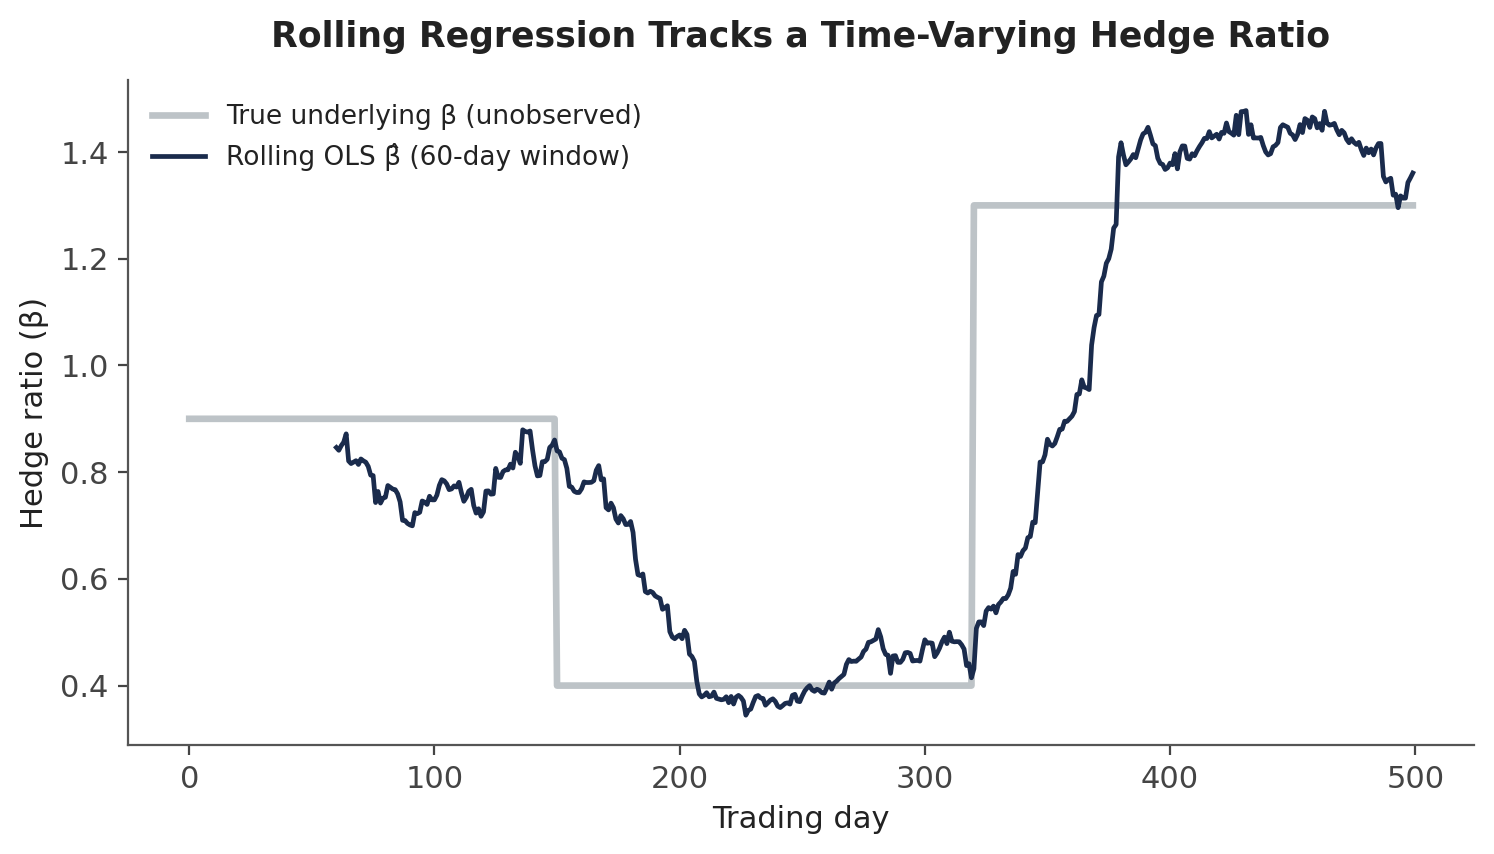 Rolling Regression Tracks a Time-Varying Hedge Ratio
True underlying β (unobserved)
Rolling OLS β̂ (60-day window)
Hedge ratio (β)
1.4
1.2
1.0
0.8
0.6
0.4
0 100 200 300 400 500
Trading day